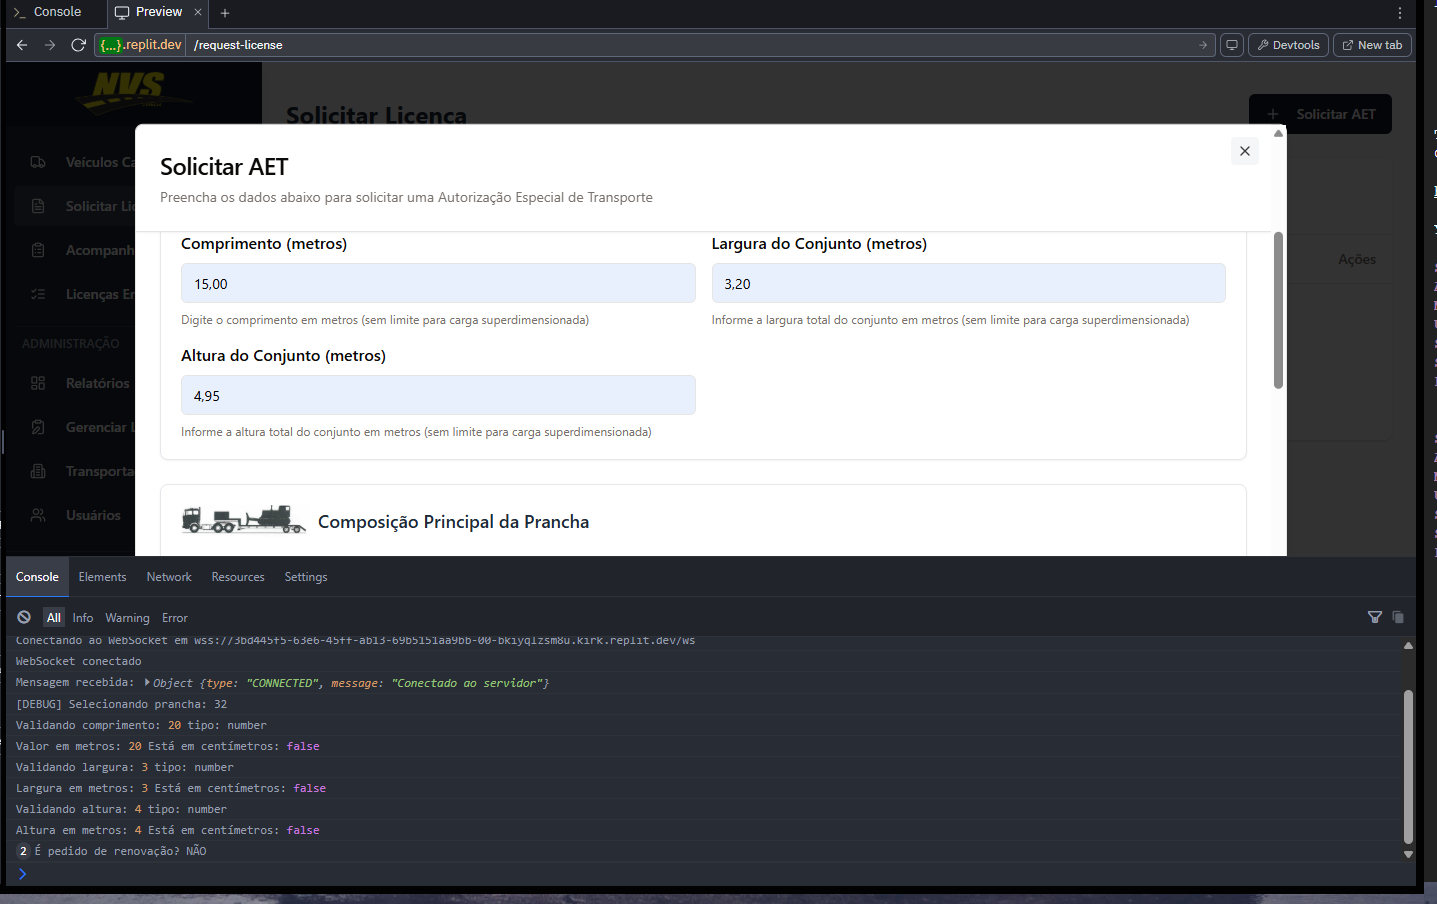 Console
Preview
{...}.replit.dev /request-license
Devtools
New tab
NVS
Solicitar Licença
Solicitar AET
Veículos Ca
Solicitar Lic
Acompanh
Licenças En
ADMINISTRAÇÃO
Relatórios
Gerenciar L
Transporta
Usuários
Ações
Solicitar AET
Preencha os dados abaixo para solicitar uma Autorização Especial de Transporte
Comprimento (metros)
15,00
Digite o comprimento em metros (sem limite para carga superdimensionada)
Largura do Conjunto (metros)
3,20
Informe a largura total do conjunto em metros (sem limite para carga superdimensionada)
Altura do Conjunto (metros)
4,95
Informe a altura total do conjunto em metros (sem limite para carga superdimensionada)
Composição Principal da Prancha
Console Elements Network Resources Settings
All Info Warning Error
Conectando ao WebSocket em wss://3bd445f5-63e6-45ff-ab13-69b5151aa9bb-00-bkiyqlzsm8u.kirk.replit.dev/ws
WebSocket conectado
Mensagem recebida: Object {type: "CONNECTED", message: "Conectado ao servidor"}
[DEBUG] Selecionando prancha: 32
Validando comprimento: 20 tipo: number
Valor em metros: 20 Está em centímetros: false
Validando largura: 3 tipo: number
Largura em metros: 3 Está em centímetros: false
Validando altura: 4 tipo: number
Altura em metros: 4 Está em centímetros: false
2 É pedido de renovação? NÃO